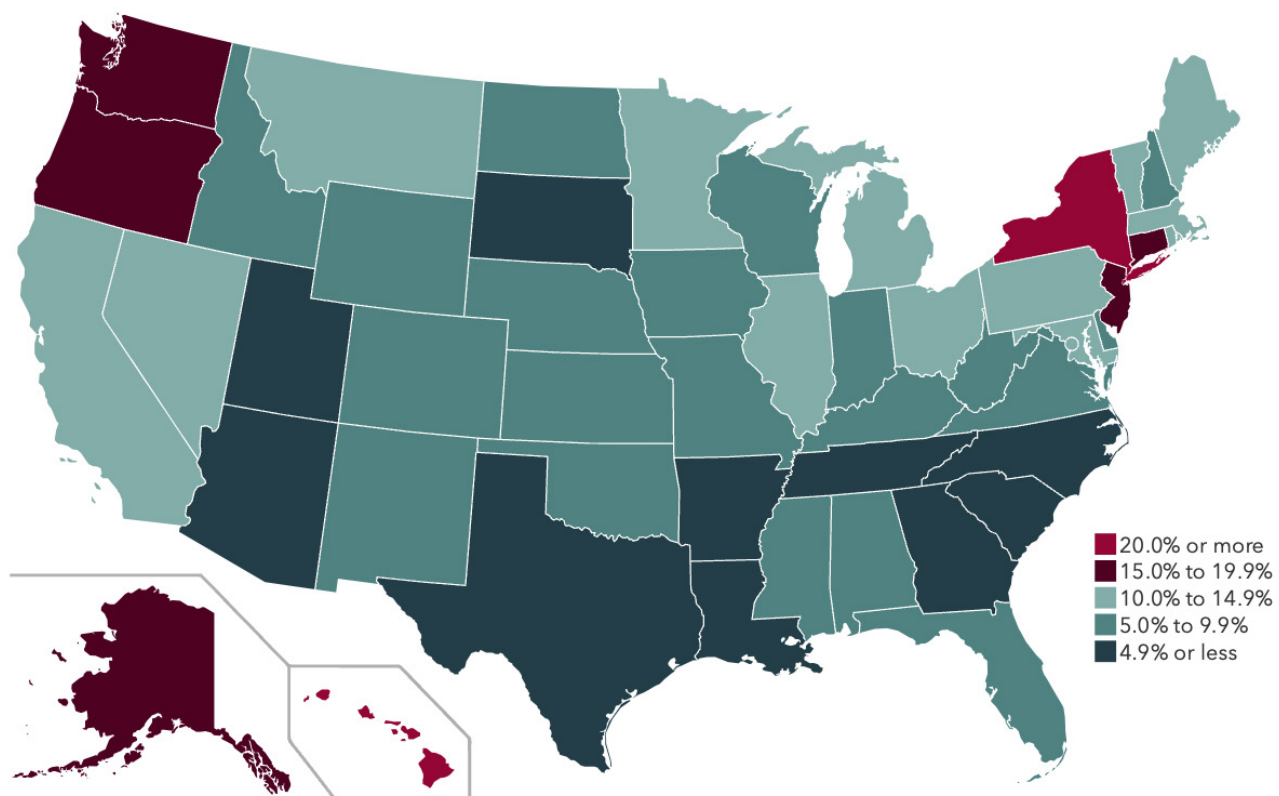 20.0% or more
15.0% to 19.9%
10.0% to 14.9%
5.0% to 9.9%
4.9% or less